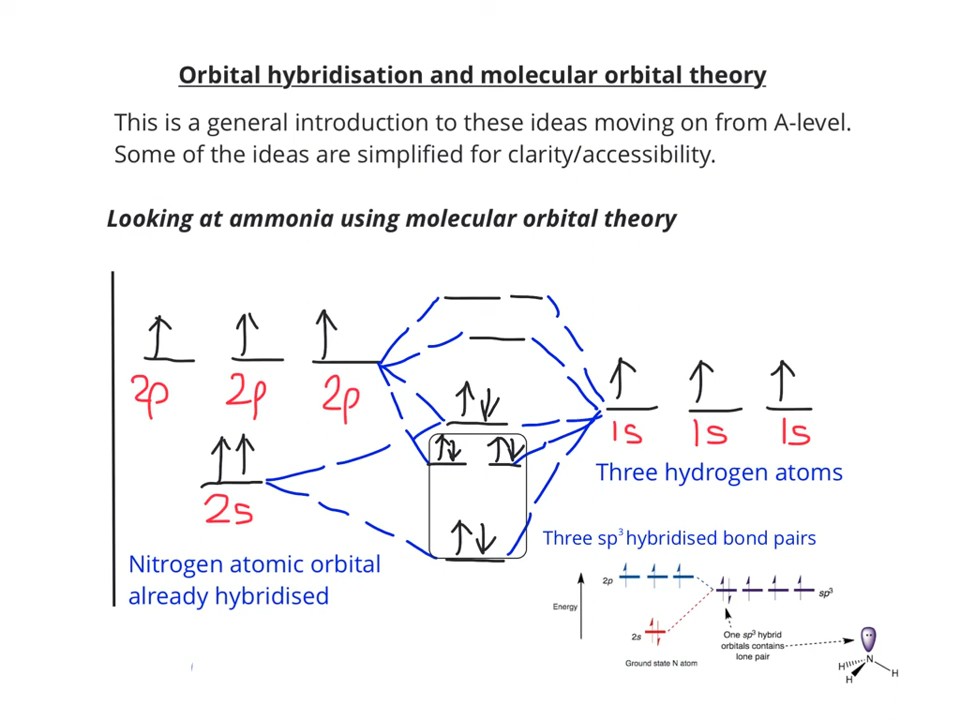 Orbital hybridisation and molecular orbital theory
This is a general introduction to these ideas moving on from A-level.
Some of the ideas are simplified for clarity/accessibility.
Looking at ammonia using molecular orbital theory
2p 2p 2p
1s 1s 1s
2s
Three hydrogen atoms
Nitrogen atomic orbital
already hybridised
Three sp³ hybridised bond pairs
2p
sp³
Energy
2s
Ground state N atom
One sp³ hybrid
orbitals contains
lone pair
H N H
H